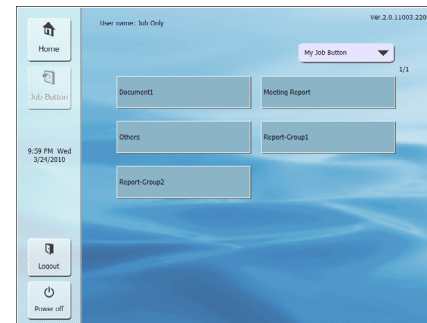 User name: Job Only
Ver.2.0.11003.220
Home
My Job Button
1/1
Job Button
Document1
Meeting Report
Others
Report-Group1
9:59 PM Wed
3/24/2010
Report-Group2
Logout
Power off